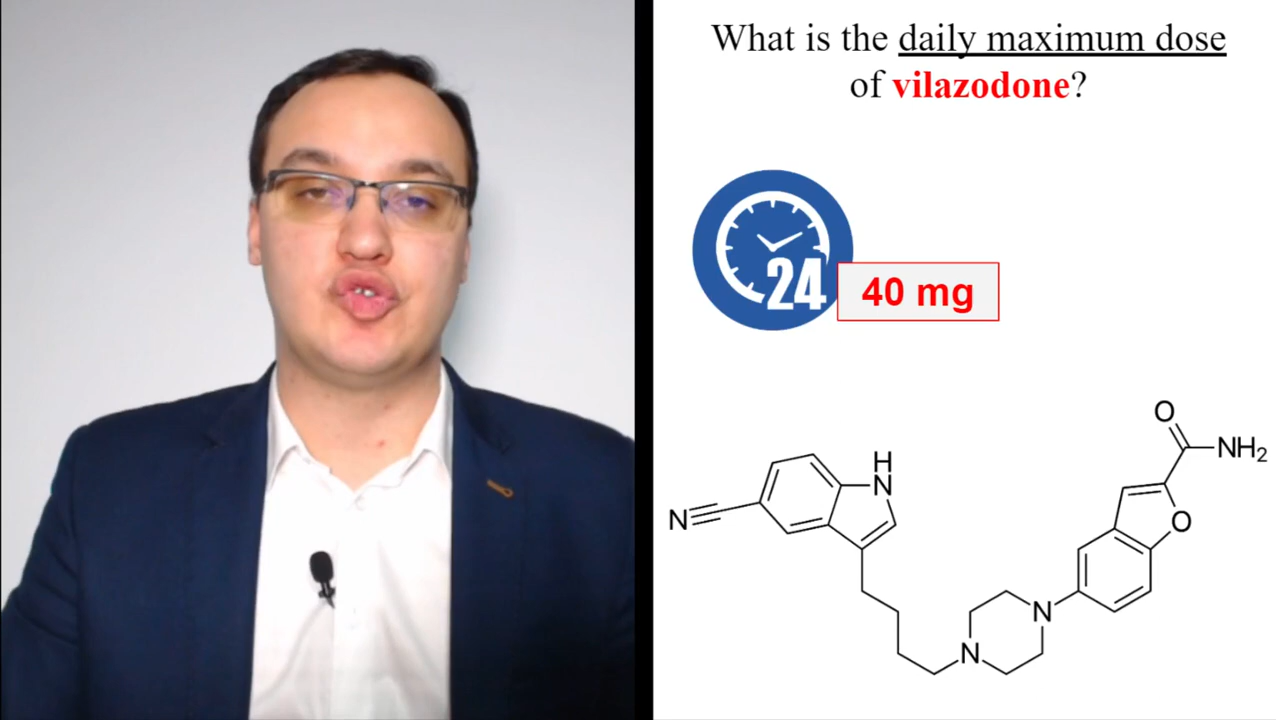 What is the daily maximum dose
of vilazodone?
24
40 mg
O
NH₂
H
N
N
O
N
N